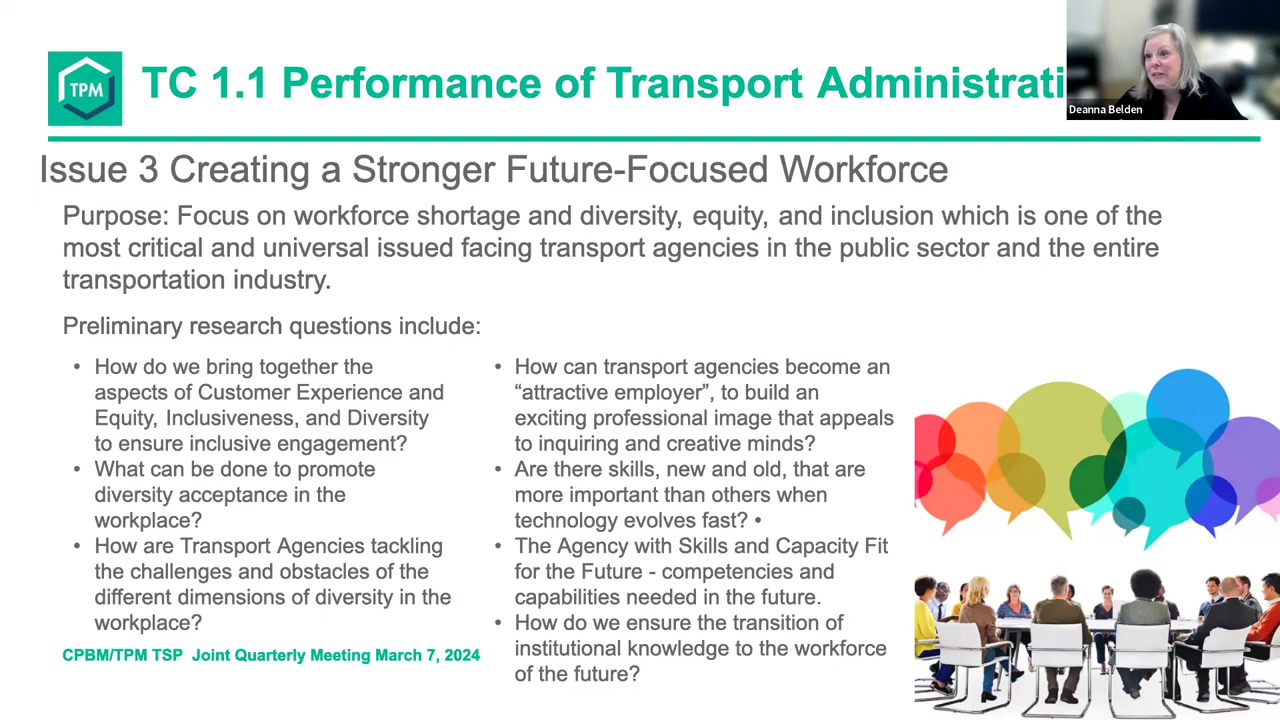 TPM
TC 1.1 Performance of Transport Administrati
Deanna Belden
Issue 3 Creating a Stronger Future-Focused Workforce
Purpose: Focus on workforce shortage and diversity, equity, and inclusion which is one of the
most critical and universal issued facing transport agencies in the public sector and the entire
transportation industry.
Preliminary research questions include:
• How do we bring together the
aspects of Customer Experience and
Equity, Inclusiveness, and Diversity
to ensure inclusive engagement?
• What can be done to promote
diversity acceptance in the
workplace?
• How are Transport Agencies tackling
the challenges and obstacles of the
different dimensions of diversity in the
workplace?
• How can transport agencies become an
“attractive employer”, to build an
exciting professional image that appeals
to inquiring and creative minds?
• Are there skills, new and old, that are
more important than others when
technology evolves fast? •
• The Agency with Skills and Capacity Fit
for the Future - competencies and
capabilities needed in the future.
• How do we ensure the transition of
institutional knowledge to the workforce
of the future?
CPBM/TPM TSP Joint Quarterly Meeting March 7, 2024